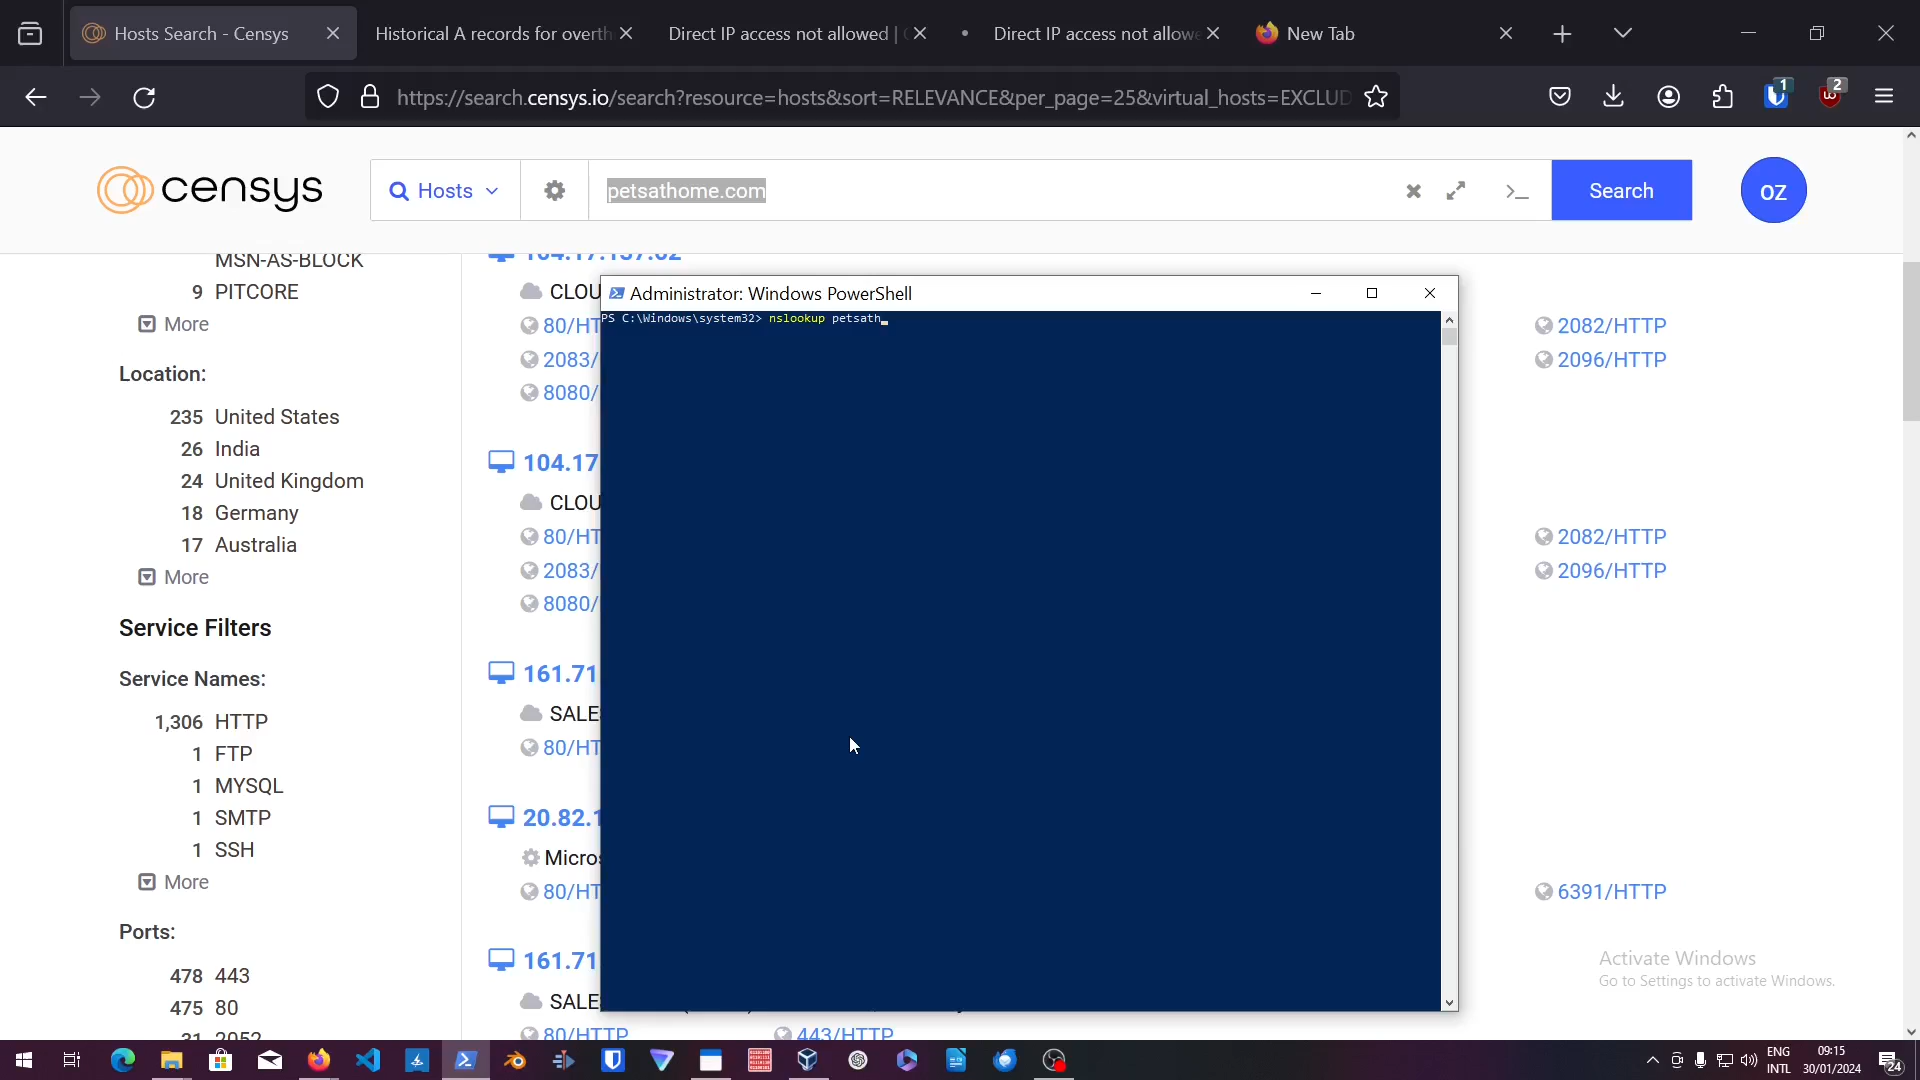 Hosts Search - Censys
Historical A records for overth
Direct IP access not allowed | C
Direct IP access not allowe
New Tab
https://search.censys.io/search?resource=hosts&sort=RELEVANCE&per_page=25&virtual_hosts=EXCLUD
1
2
censys
Hosts
petsathome.com
>_
Search
OZ
MSN-AS-BLOCK
9 PITCORE
More
Location:
235 United States
26 India
24 United Kingdom
18 Germany
17 Australia
More
Service Filters
Service Names:
1,306 HTTP
1 FTP
1 MYSQL
1 SMTP
1 SSH
More
Ports:
478 443
475 80
31 2052
CLOU
80/HT
2083/
8080/
2082/HTTP
2096/HTTP
104.17
CLOU
80/HT
2083/
8080/
2082/HTTP
2096/HTTP
161.71
SALE
80/HT
20.82.1
Micros
80/HT
6391/HTTP
161.71
SALE
80/HTTP
443/HTTP
Administrator: Windows PowerShell
PS C:\Windows\system32> nslookup petsath_
Activate Windows
Go to Settings to activate Windows.
ENG
INTL
09:15
30/01/2024
24